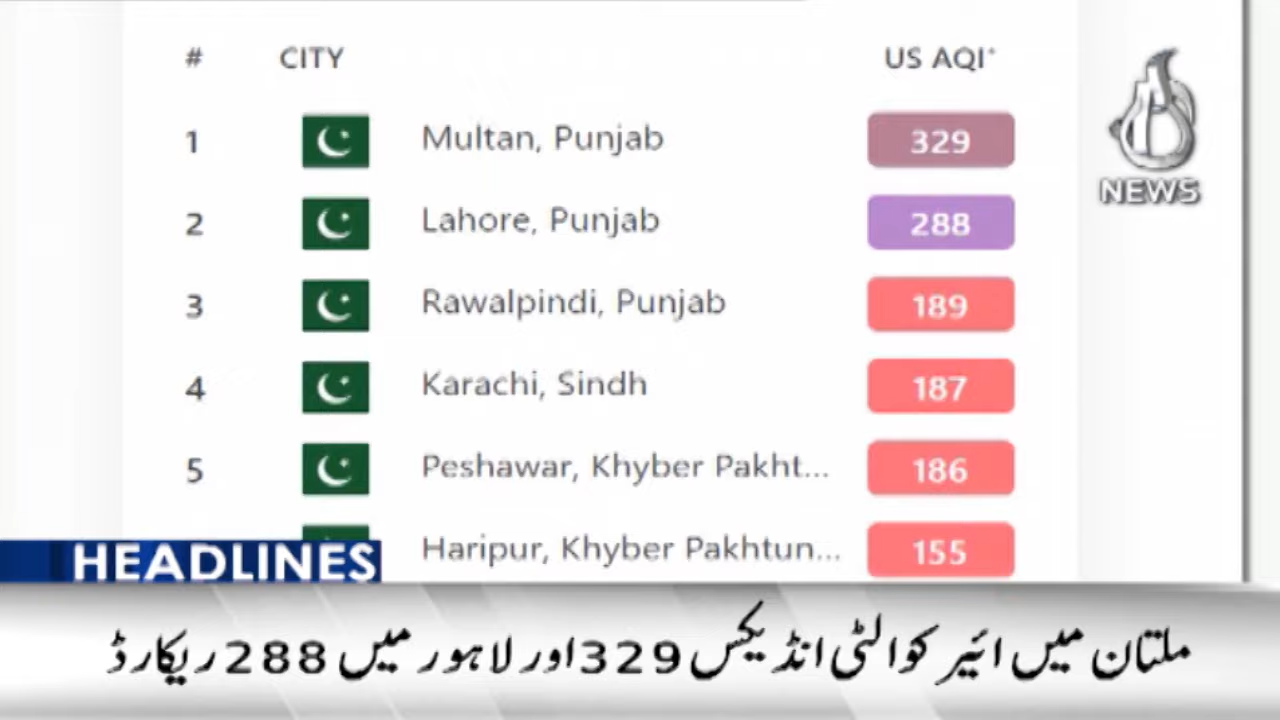 # CITY US AQI*
1 Multan, Punjab 329
2 Lahore, Punjab 288
3 Rawalpindi, Punjab 189
4 Karachi, Sindh 187
5 Peshawar, Khyber Pakht... 186
Haripur, Khyber Pakhtun... 155
NEWS
HEADLINES
ملتان میں ائیر کوالٹی انڈیکس 329 اور لاہور میں 288 ریکارڈ